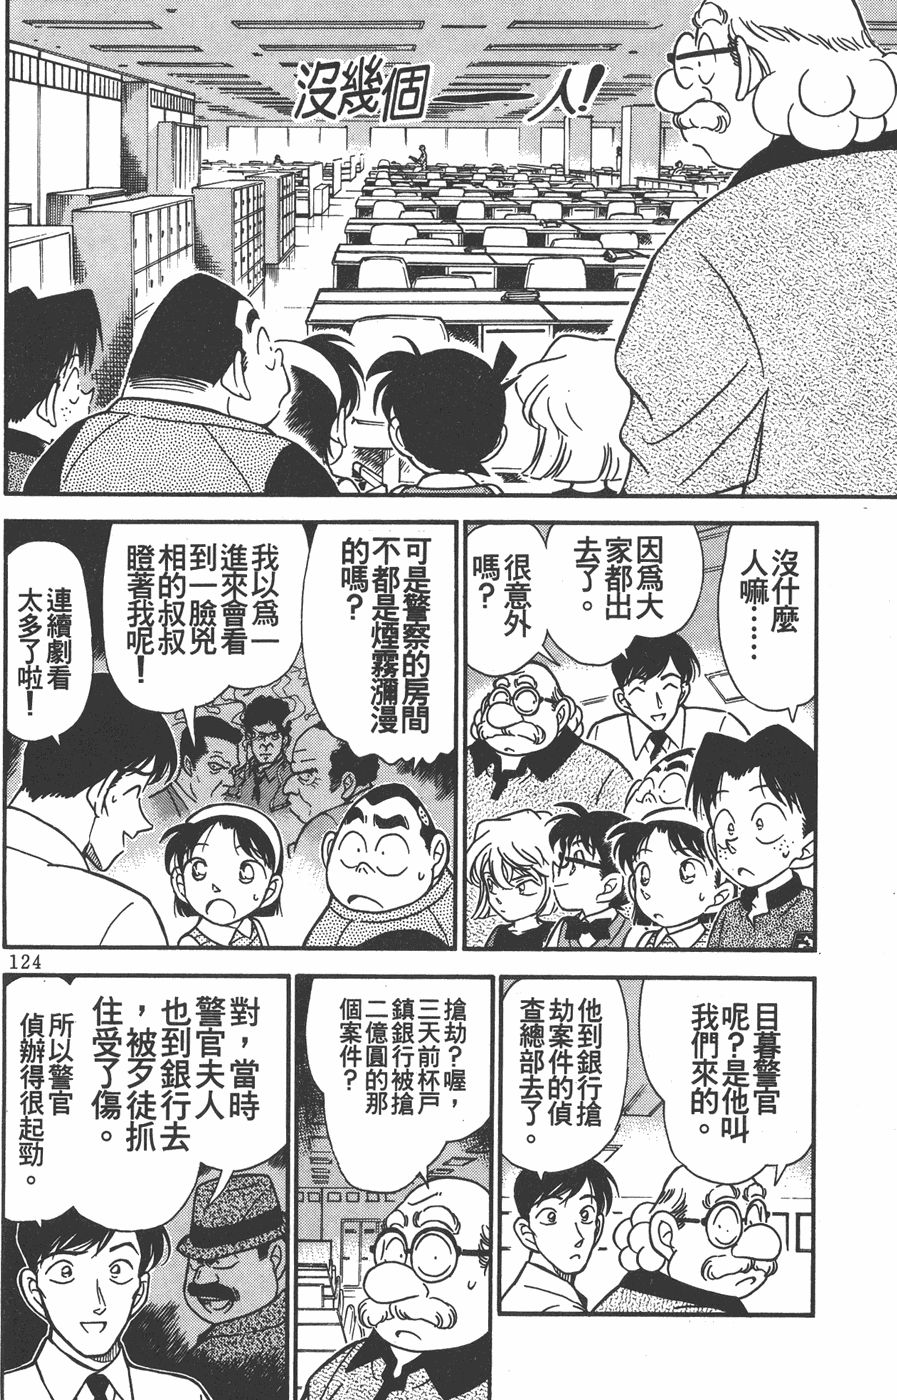 沒幾個
人！
沒什麼
人嘛……
因為大
家都出
去了。
很意外
嗎？
可是警察的房間
不都是煙霧瀰漫
的嗎？
我以為一
進來會看
到一臉兇
相的叔叔
瞪著我呢！
連續劇看
太多了啦！
目暮警官
呢？是他叫
我們來的。
他到銀行搶
劫案件的偵
查總部去了。
搶劫？喔，
三天前杯戸
鎮銀行被搶
二億圓的那
個案件？
對，當時
警官夫人
也到銀行去
，被歹徒抓
住受了傷。
所以警官
偵辦得很起勁。
124